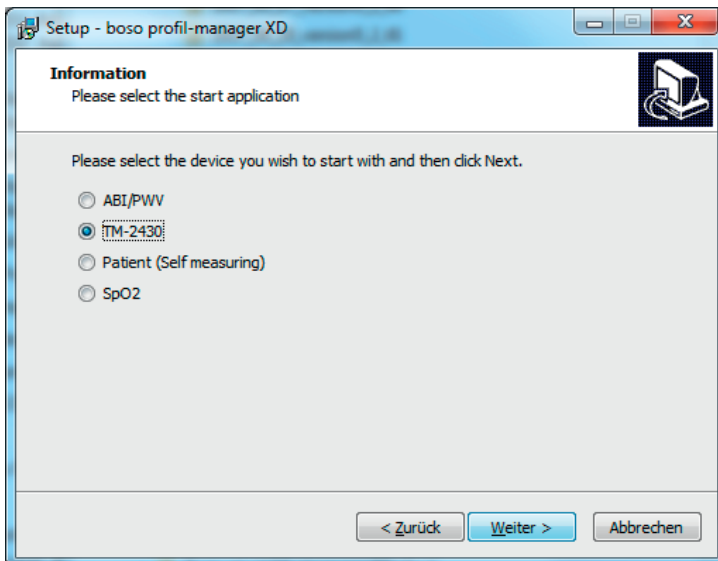 Setup - boso profil-manager XD
Information
Please select the start application
Please select the device you wish to start with and then click Next.
ABI/PWV
TM-2430
Patient (Self measuring)
SpO2
< Zurück
Weiter >
Abbrechen